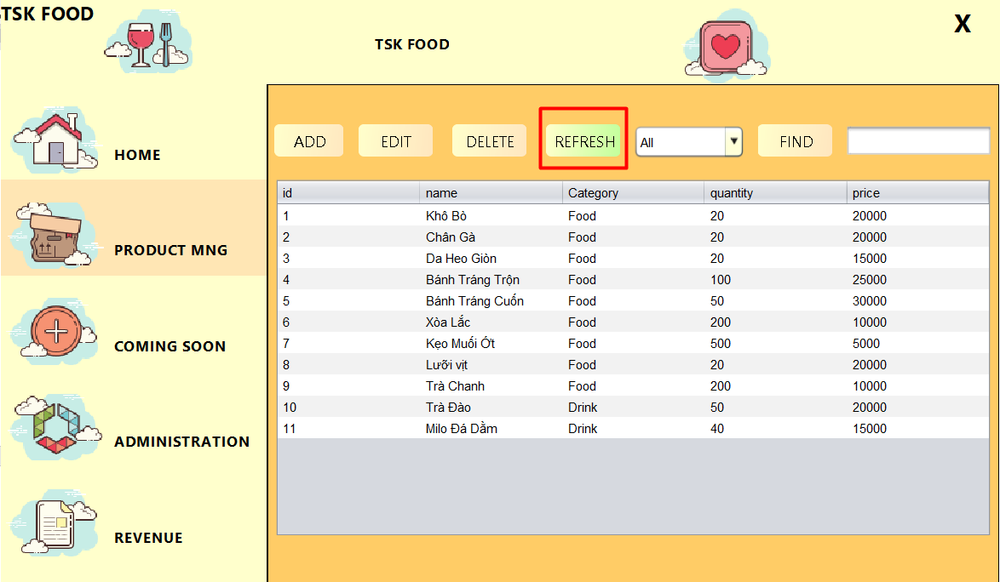 TSK FOOD
TSK FOOD
X
HOME
PRODUCT MNG
COMING SOON
ADMINISTRATION
REVENUE
ADD EDIT DELETE REFRESH All FIND
id name Category quantity price
1 Khô Bò Food 20 20000
2 Chân Gà Food 20 20000
3 Da Heo Giòn Food 20 15000
4 Bánh Tráng Trộn Food 100 25000
5 Bánh Tráng Cuốn Food 50 30000
6 Xòa Lắc Food 200 10000
7 Kẹo Muối Ớt Food 500 5000
8 Lưỡi vịt Food 20 20000
9 Trà Chanh Food 200 10000
10 Trà Đào Drink 50 20000
11 Milo Đá Dằm Drink 40 15000